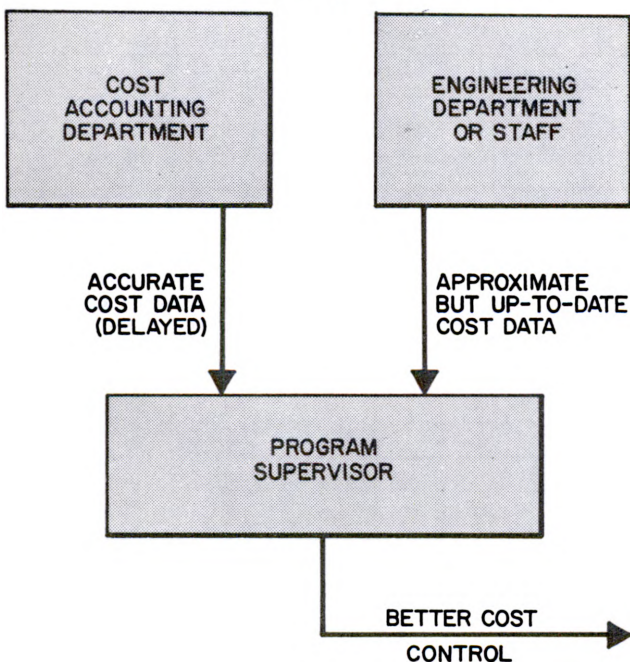 COST
ACCOUNTING
DEPARTMENT
ENGINEERING
DEPARTMENT
OR STAFF
ACCURATE
COST DATA
(DELAYED)
APPROXIMATE
BUT UP-TO-DATE
COST DATA
PROGRAM
SUPERVISOR
BETTER COST
CONTROL